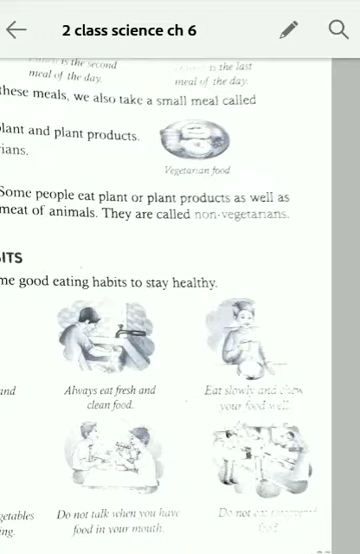 2 class science ch 6
is the second
is the last
meal of the day.
meal of the day.
these meals, we also take a small meal called
plant and plant products.
rians.
Vegetarian food
Some people eat plant or plant products as well as
meat of animals. They are called non-vegetarians.
ITS
me good eating habits to stay healthy.
and
Always eat fresh and
clean food.
Eat slowly and chew
your food well.
getables
ing.
Do not talk when you have
food in your mouth.
Do not eat
food.